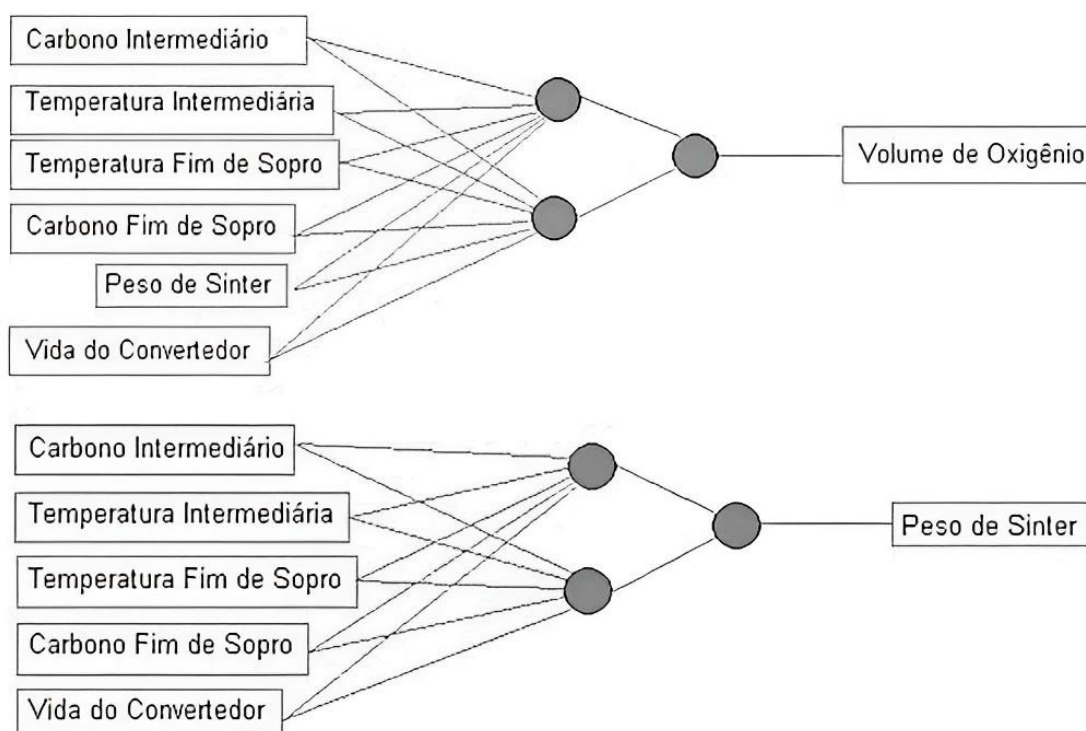 Carbono Intermediário
Temperatura Intermediária
Temperatura Fim de Sopro
Carbono Fim de Sopro
Peso de Sinter
Vida do Convertedor
Volume de Oxigênio
Carbono Intermediário
Temperatura Intermediária
Temperatura Fim de Sopro
Carbono Fim de Sopro
Vida do Convertedor
Peso de Sinter